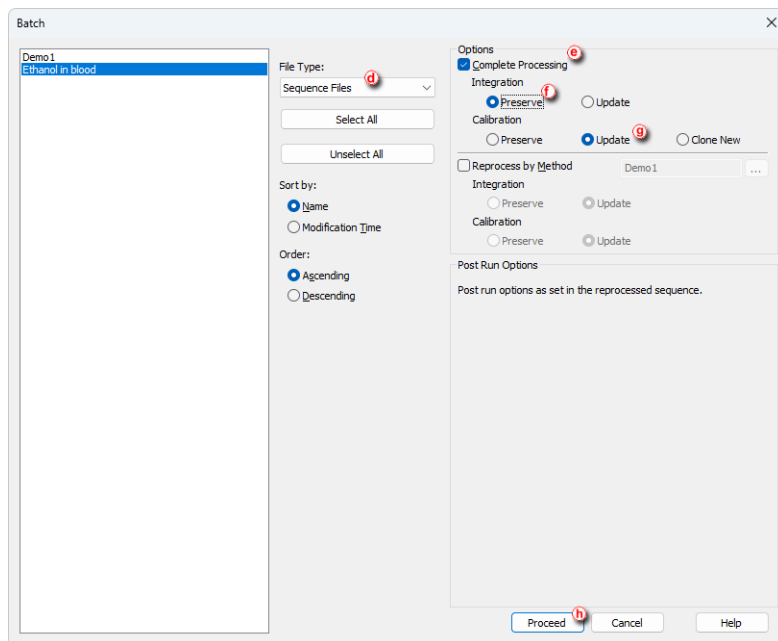 Batch
Demo1
Ethanol in blood
File Type:
d
Sequence Files
Select All
Unselect All
Sort by:
Name
Modification Time
Order:
Ascending
Descending
Options
e
Complete Processing
Integration
Preserve f Update
Calibration
Preserve Update g Clone New
Reprocess by Method Demo1 ...
Integration
Preserve Update
Calibration
Preserve Update
Post Run Options
Post run options as set in the reprocessed sequence.
Proceed h Cancel Help